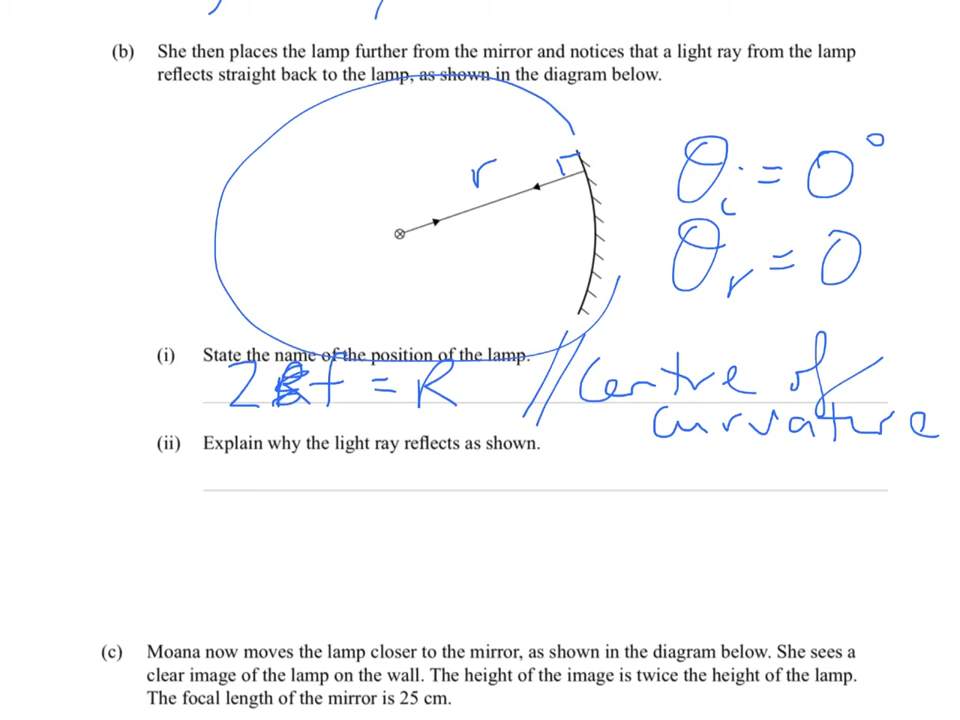 (b) She then places the lamp further from the mirror and notices that a light ray from the lamp
reflects straight back to the lamp, as shown in the diagram below.
r
θi = 0°
θr = 0
(i) State the name of the position of the lamp.
2f = R // Centre of
curvature
(ii) Explain why the light ray reflects as shown.
(c) Moana now moves the lamp closer to the mirror, as shown in the diagram below. She sees a
clear image of the lamp on the wall. The height of the image is twice the height of the lamp.
The focal length of the mirror is 25 cm.